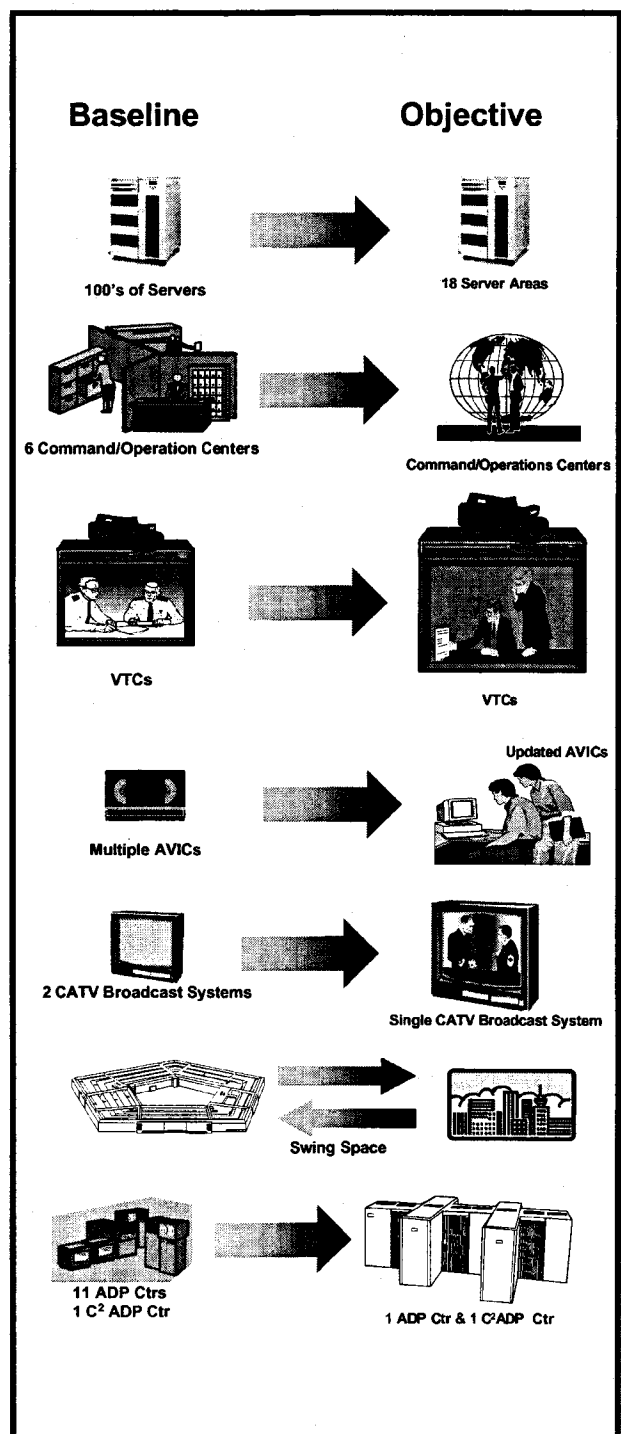 Baseline
Objective
100's of Servers
18 Server Areas
6 Command/Operation Centers
Command/Operations Centers
VTCs
VTCs
Multiple AVICs
Updated AVICs
2 CATV Broadcast Systems
Single CATV Broadcast System
Swing Space
11 ADP Ctrs
1 C² ADP Ctr
1 ADP Ctr & 1 C²ADP Ctr